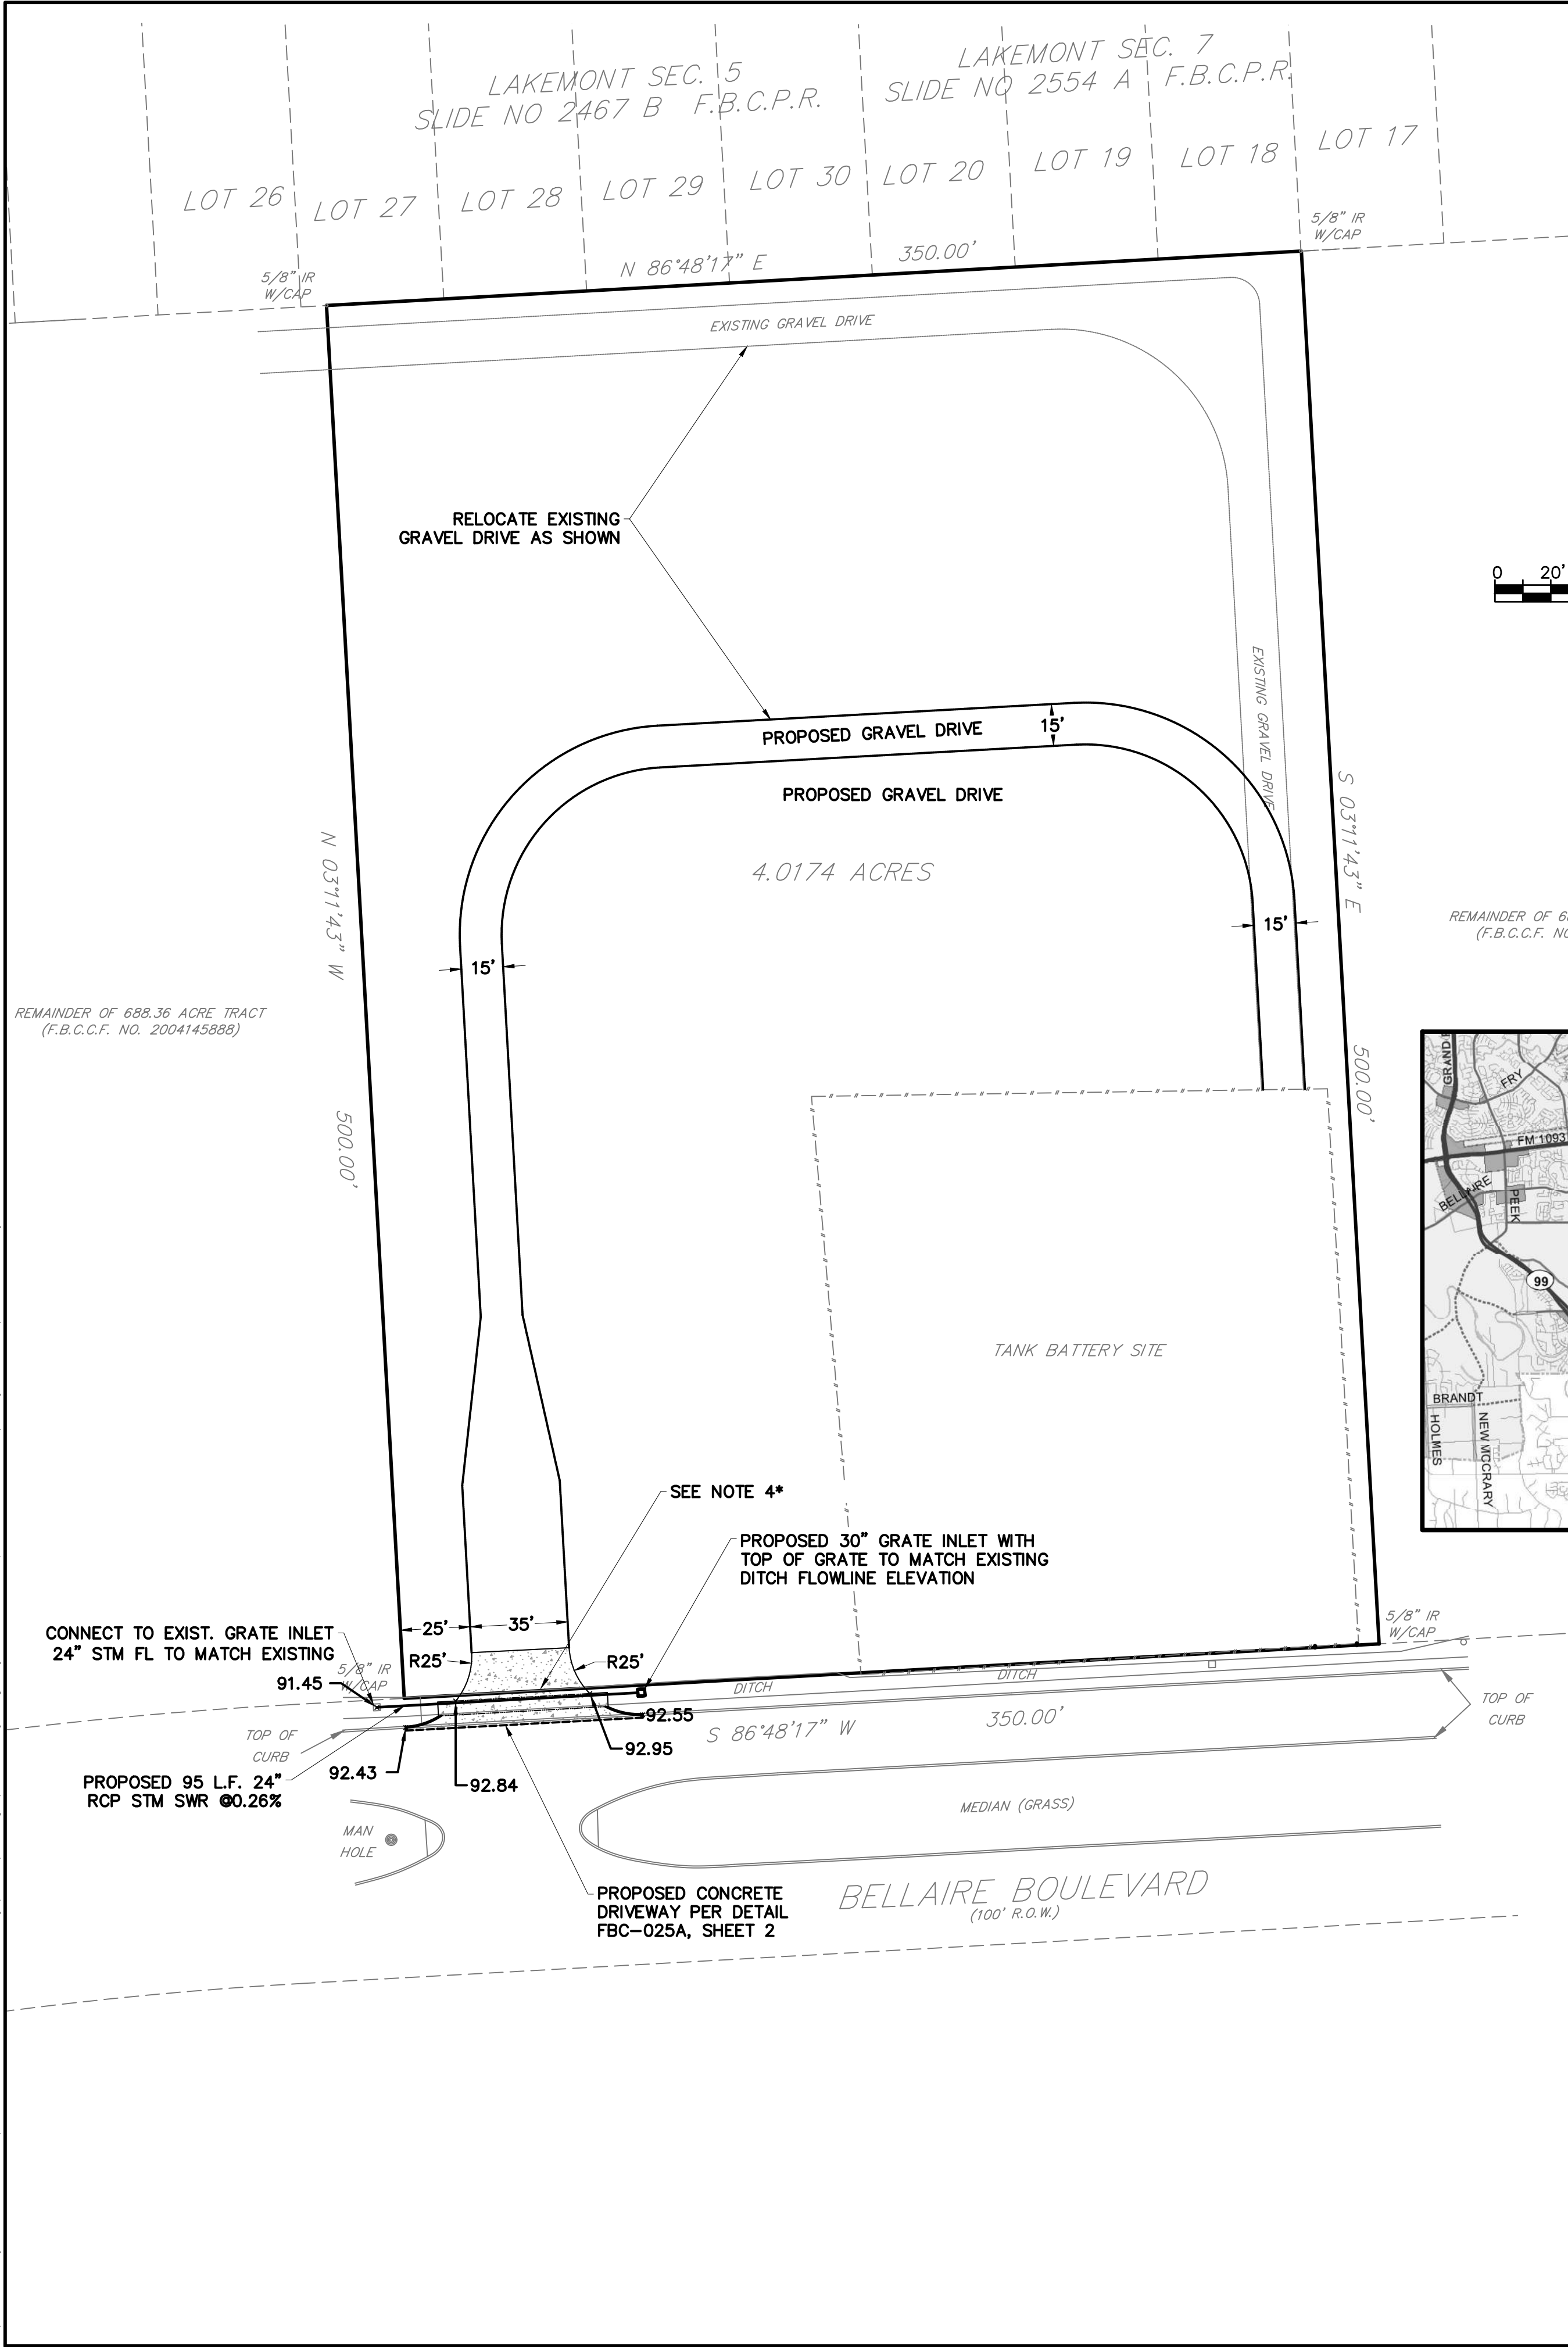 LAKEMONT SEC. 5
SLIDE NO 2467 B F.B.C.P.R.
LAKEMONT SEC. 7
SLIDE NO 2554 A F.B.C.P.R.
LOT 26
LOT 27
LOT 28
LOT 29
LOT 30
LOT 20
LOT 19
LOT 18
LOT 17
5/8" IR
W/CAP
N 86°48'17" E
350.00'
5/8" IR
W/CAP
EXISTING GRAVEL DRIVE
RELOCATE EXISTING
GRAVEL DRIVE AS SHOWN
0 20'
EXISTING GRAVEL DRIVE
PROPOSED GRAVEL DRIVE
15'
PROPOSED GRAVEL DRIVE
4.0174 ACRES
N 03°11'43" W
S 03°11'43" E
15'
15'
REMAINDER OF 6
(F.B.C.C.F. NO
REMAINDER OF 688.36 ACRE TRACT
(F.B.C.C.F. NO. 2004145888)
500.00'
500.00'
GRAND
FRY
FM 1093
BELLAIRE
PEEK
99
BRANDT
HOLMES
NEW MCCRARY
TANK BATTERY SITE
SEE NOTE 4*
PROPOSED 30" GRATE INLET WITH
TOP OF GRATE TO MATCH EXISTING
DITCH FLOWLINE ELEVATION
25'
35'
CONNECT TO EXIST. GRATE INLET
24" STM FL TO MATCH EXISTING
R25'
R25'
91.45
5/8" IR
W/CAP
5/8" IR
W/CAP
DITCH
DITCH
92.55
S 86°48'17" W
350.00'
TOP OF
CURB
TOP OF
CURB
92.95
92.43
92.84
PROPOSED 95 L.F. 24"
RCP STM SWR @0.26%
MAN
HOLE
MEDIAN (GRASS)
PROPOSED CONCRETE
DRIVEWAY PER DETAIL
FBC-025A, SHEET 2
BELLAIRE BOULEVARD
(100' R.O.W.)